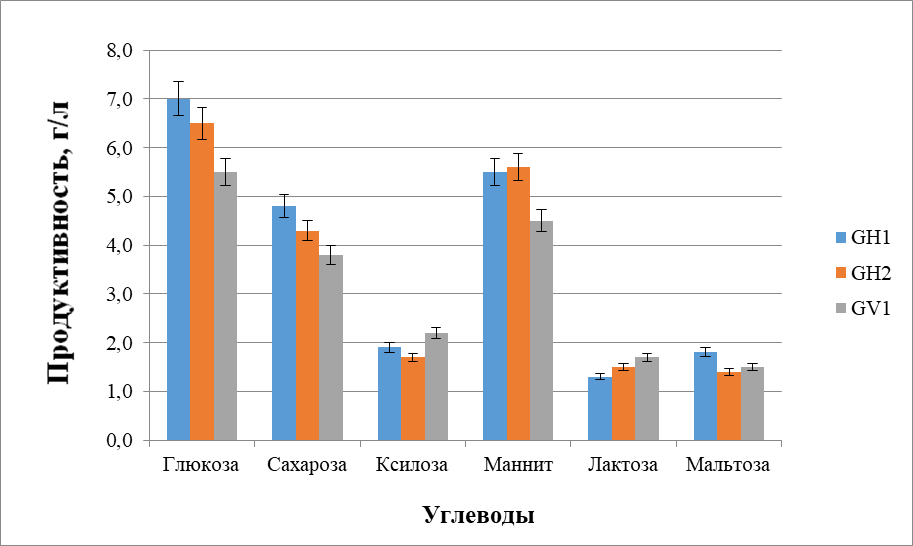 8,0
7,0
6,0
5,0
4,0
3,0
2,0
1,0
0,0
Продуктивность, г/л
Глюкоза Сахароза Ксилоза Маннит Лактоза Мальтоза
Углеводы
GH1
GH2
GV1